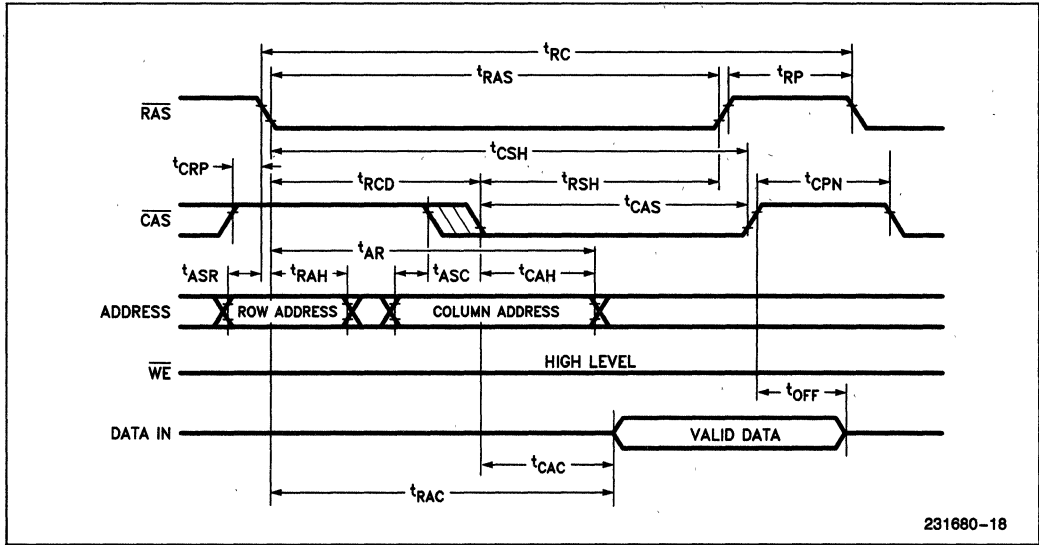 tRC
tRAS
tRP
RAS
tCSH
tCRP
tRCD
tRSH
tCPN
CAS
tCAS
tAR
tASR
tRAH
tASC
tCAH
ADDRESS
ROW ADDRESS
COLUMN ADDRESS
WE
HIGH LEVEL
tOFF
DATA IN
VALID DATA
tCAC
tRAC
231680-18